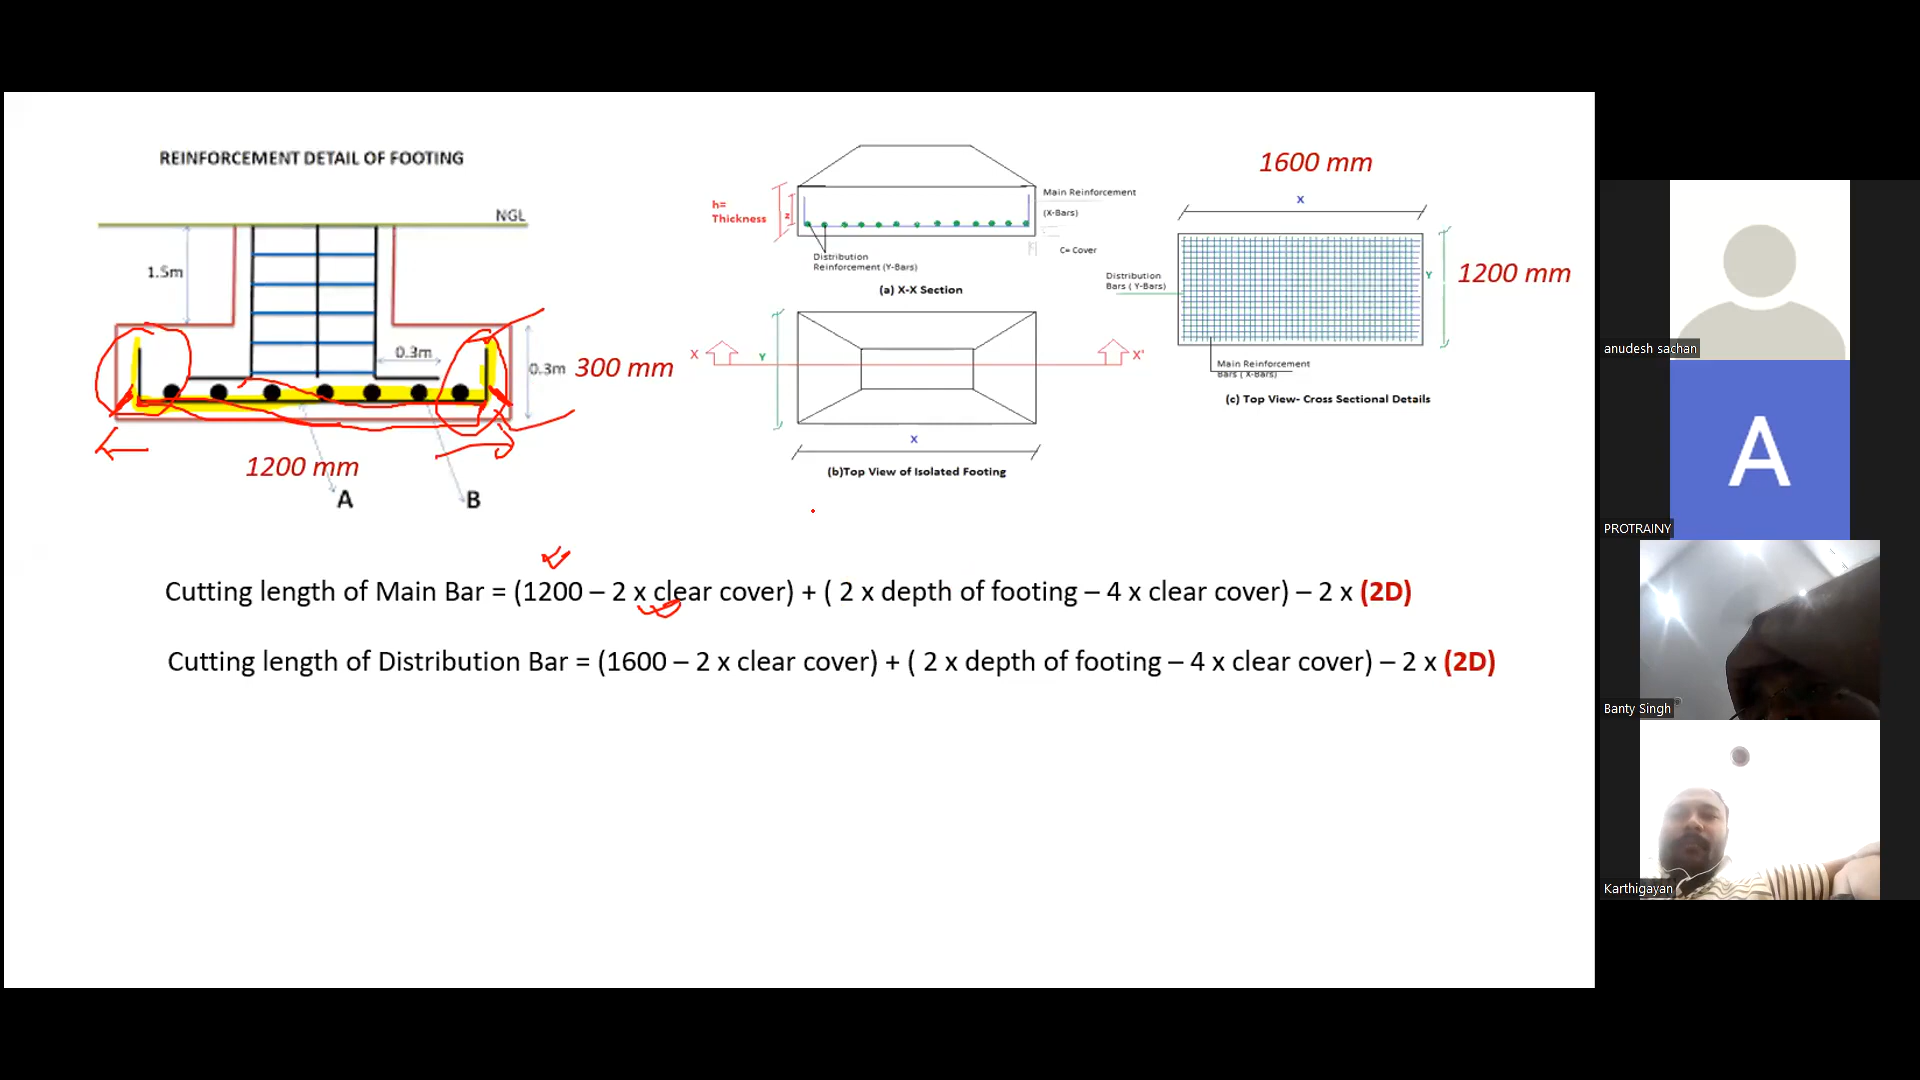 REINFORCEMENT DETAIL OF FOOTING
NGL
1.5m
0.3m
0.3m
300 mm
1200 mm
A
B
h=
Thickness
z
Main Reinforcement
(X-Bars)
C= Cover
Distribution
Reinforcement (Y-Bars)
(a) X-X Section
X
Y
X'
X
(b)Top View of Isolated Footing
1600 mm
X
Y
1200 mm
Distribution
Bars ( Y-Bars)
Main Reinforcement
Bars ( X-Bars)
(c) Top View- Cross Sectional Details
Cutting length of Main Bar = (1200 – 2 x clear cover) + ( 2 x depth of footing – 4 x clear cover) – 2 x (2D)
Cutting length of Distribution Bar = (1600 – 2 x clear cover) + ( 2 x depth of footing – 4 x clear cover) – 2 x (2D)
anudesh sachan
A
PROTRAINY
Banty Singh
Karthigayan